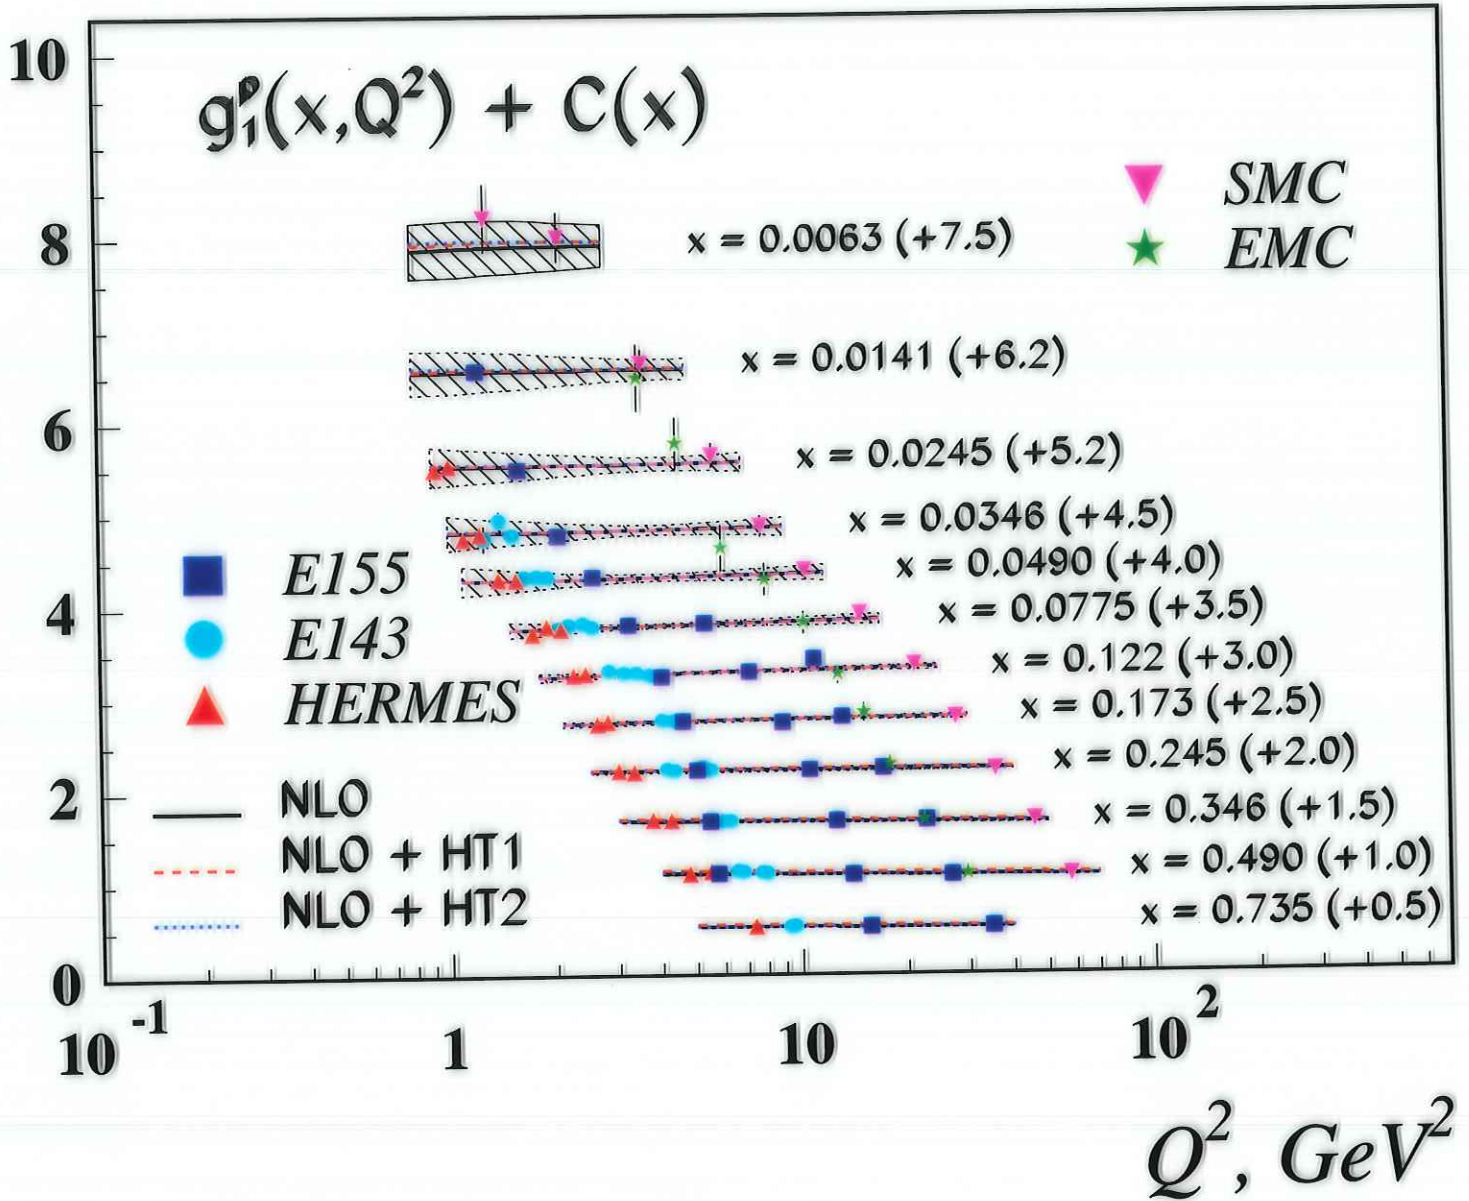 10
g₁ᵖ(x,Q²) + C(x)
SMC
EMC
8
x = 0.0063 (+7.5)
x = 0.0141 (+6.2)
6
x = 0.0245 (+5.2)
x = 0.0346 (+4.5)
x = 0.0490 (+4.0)
x = 0.0775 (+3.5)
x = 0.122 (+3.0)
x = 0.173 (+2.5)
x = 0.245 (+2.0)
x = 0.346 (+1.5)
x = 0.490 (+1.0)
x = 0.735 (+0.5)
E155
4
E143
HERMES
2
NLO
NLO + HT1
NLO + HT2
0
10⁻¹
1
10
10²
Q², GeV²